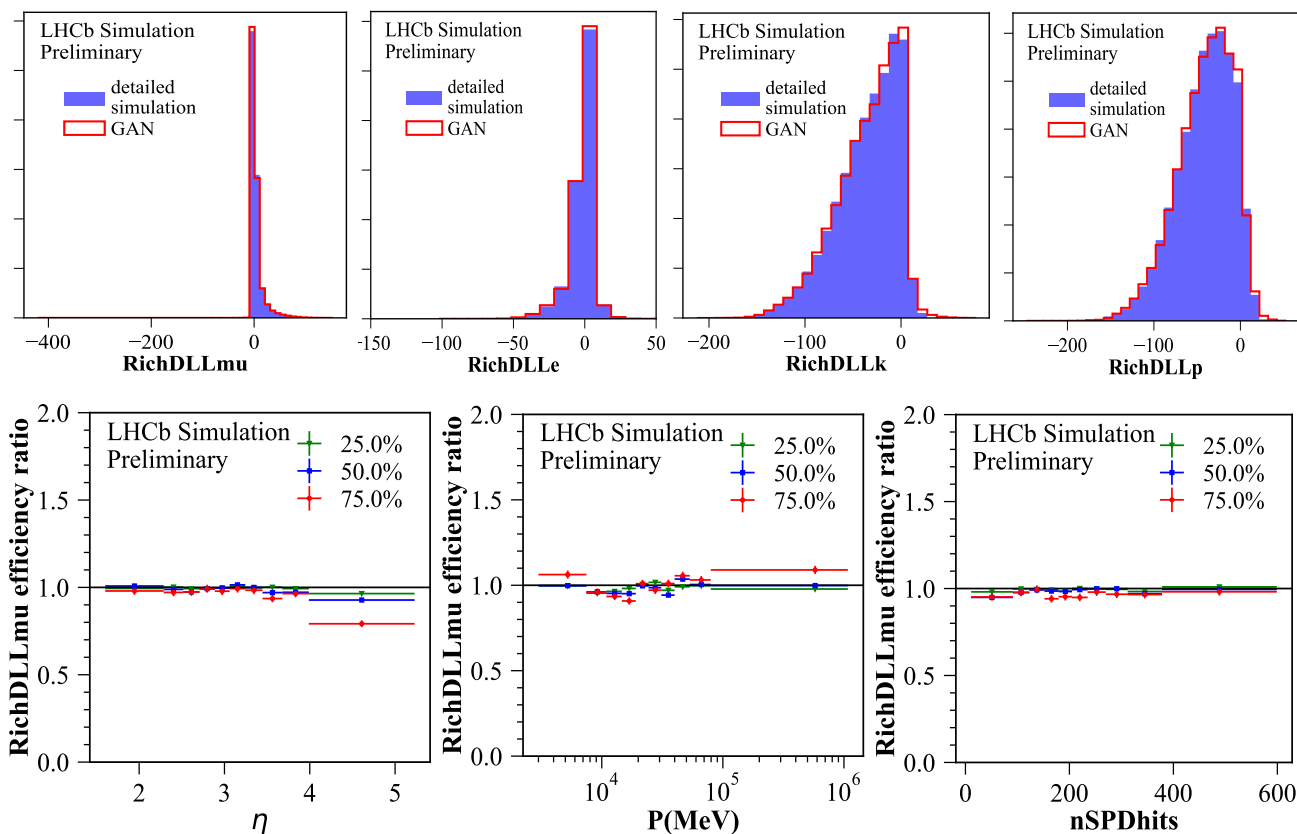 LHCb Simulation
Preliminary
detailed
simulation
GAN
−400
−200
0
RichDLLmu
LHCb Simulation
Preliminary
detailed
simulation
GAN
−150
−100
−50
0
50
RichDLLe
LHCb Simulation
Preliminary
detailed
simulation
GAN
−200
−100
0
RichDLLk
LHCb Simulation
Preliminary
detailed
simulation
GAN
−200
−100
0
RichDLLp
RichDLLmu efficiency ratio
2.0
1.5
1.0
0.5
0.0
LHCb Simulation
Preliminary
25.0%
50.0%
75.0%
2
3
4
5
η
RichDLLmu efficiency ratio
2.0
1.5
1.0
0.5
0.0
LHCb Simulation
Preliminary
25.0%
50.0%
75.0%
10⁴
10⁵
10⁶
P(MeV)
RichDLLmu efficiency ratio
2.0
1.5
1.0
0.5
0.0
LHCb Simulation
Preliminary
25.0%
50.0%
75.0%
0
200
400
600
nSPDhits